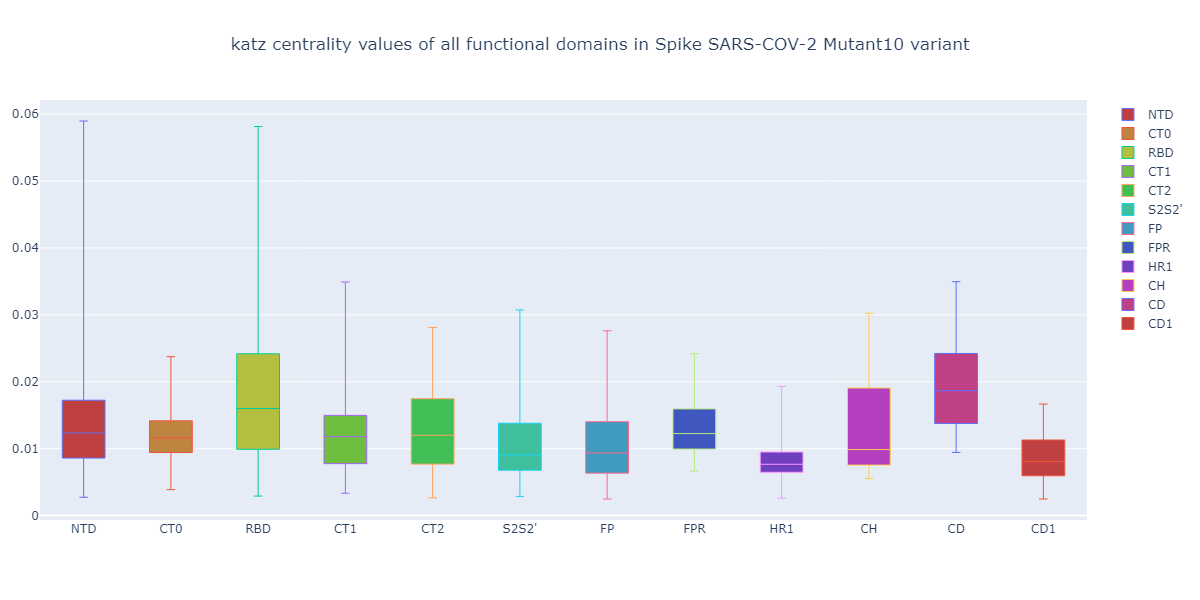 katz centrality values of all functional domains in Spike SARS-COV-2 Mutant10 variant
0.06
0.05
0.04
0.03
0.02
0.01
0
NTD CT0 RBD CT1 CT2 S2S2' FP FPR HR1 CH CD CD1
NTD
CT0
RBD
CT1
CT2
S2S2'
FP
FPR
HR1
CH
CD
CD1